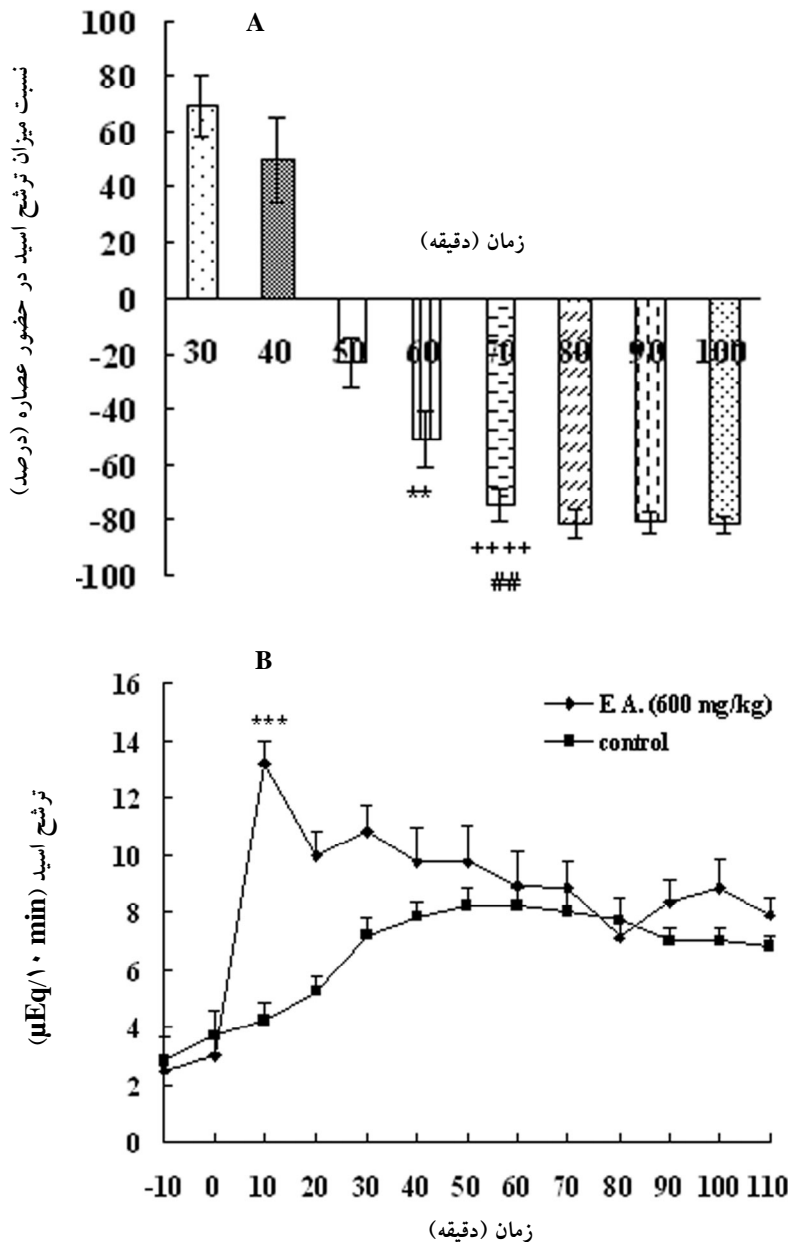 A
100
80
60
40
20
0
-20
-40
-60
-80
-100
نسبت میزان ترشح اسید در حضور عصاره (درصد)
زمان (دقیقه)
30 40 50 60 70 80 90 100
**
++++
##
B
16
14
12
10
8
6
4
2
0
ترشح اسید (µEq/۱۰ min)
***
E.A. (600 mg/kg)
control
-10 0 10 20 30 40 50 60 70 80 90 100 110
زمان (دقیقه)